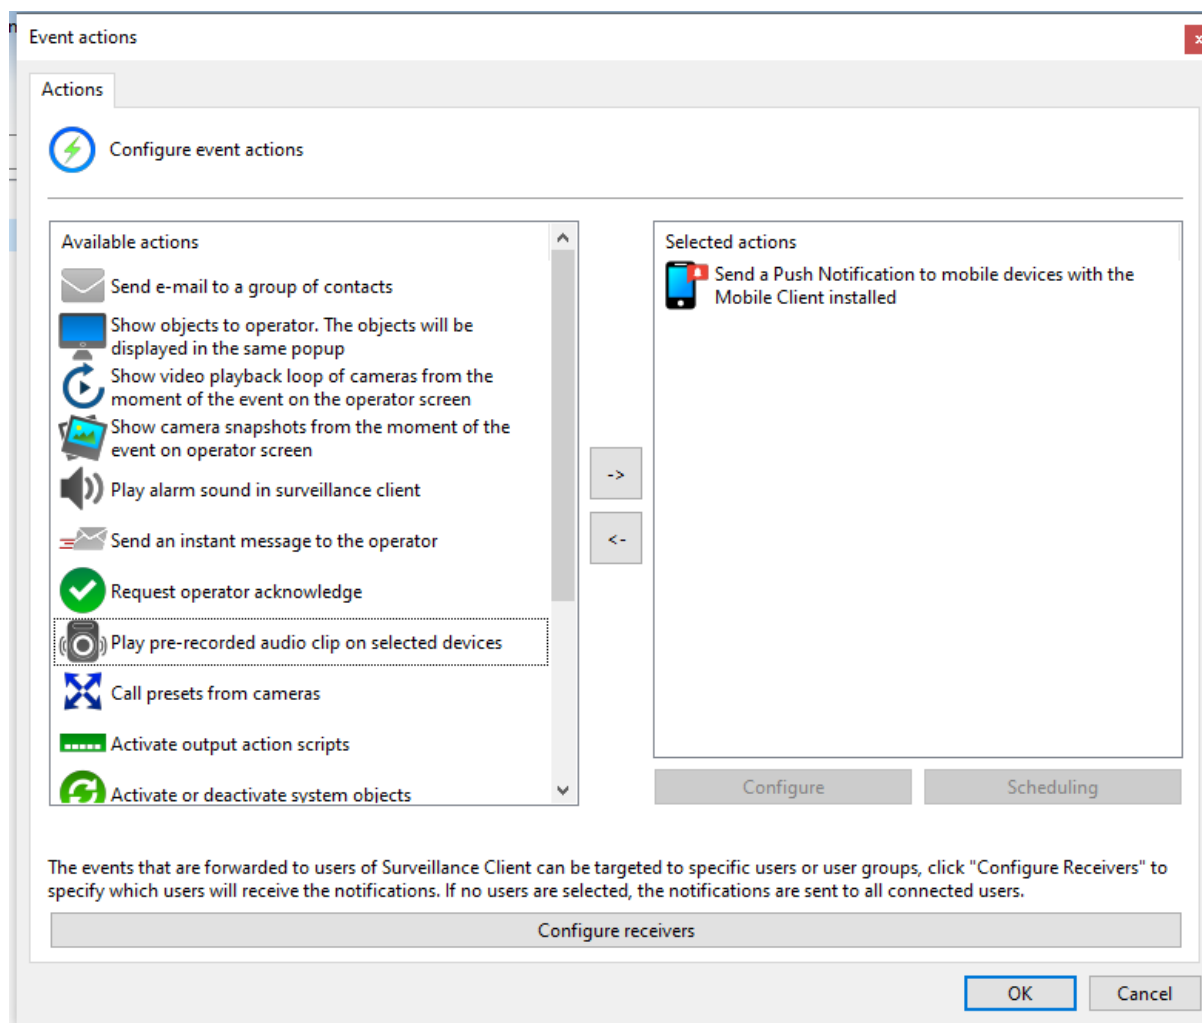 Event actions
Actions
Configure event actions
Available actions
Send e-mail to a group of contacts
Show objects to operator. The objects will be
displayed in the same popup
Show video playback loop of cameras from the
moment of the event on the operator screen
Show camera snapshots from the moment of the
event on operator screen
Play alarm sound in surveillance client
Send an instant message to the operator
Request operator acknowledge
Play pre-recorded audio clip on selected devices
Call presets from cameras
Activate output action scripts
Activate or deactivate system objects
->
<-
Selected actions
Send a Push Notification to mobile devices with the
Mobile Client installed
Configure
Scheduling
The events that are forwarded to users of Surveillance Client can be targeted to specific users or user groups, click "Configure Receivers" to
specify which users will receive the notifications. If no users are selected, the notifications are sent to all connected users.
Configure receivers
OK
Cancel